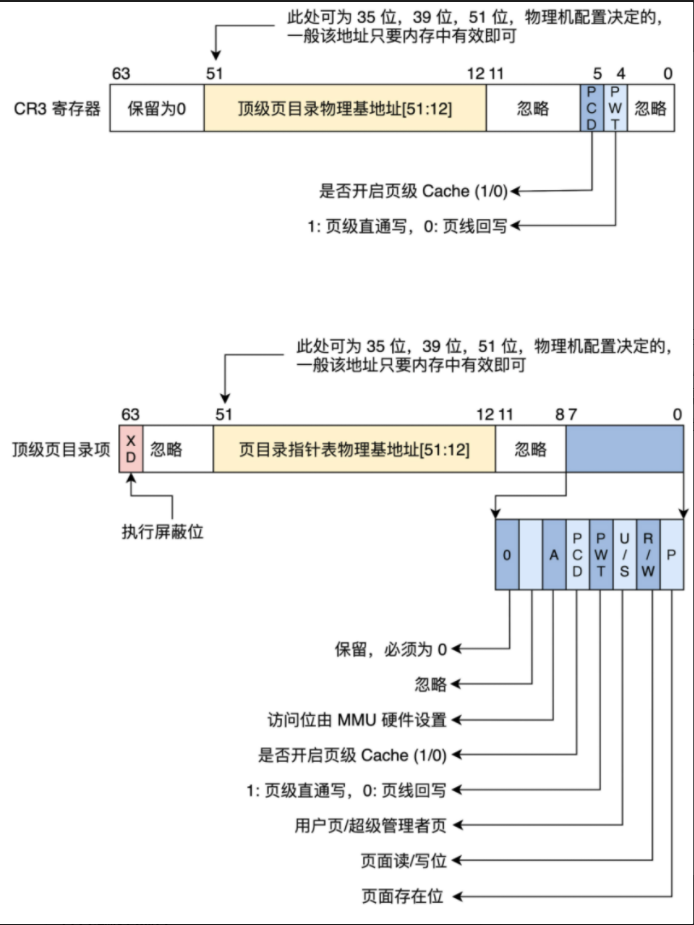 此处可为 35 位，39 位，51 位，物理机配置决定的，
一般该地址只要内存中有效即可
63 51 12 11 5 4 0
CR3 寄存器 保留为0 顶级页目录物理基地址[51:12] 忽略 PCD PWT 忽略
是否开启页级 Cache (1/0)
1: 页级直通写，0: 页线回写
此处可为 35 位，39 位，51 位，物理机配置决定的，
一般该地址只要内存中有效即可
63 51 12 11 8 7 0
顶级页目录项 XD 忽略 页目录指针表物理基地址[51:12] 忽略
执行屏蔽位
0 A PCD PWT U/S R/W P
保留，必须为 0
忽略
访问位由 MMU 硬件设置
是否开启页级 Cache (1/0)
1: 页级直通写，0: 页线回写
用户页/超级管理者页
页面读/写位
页面存在位